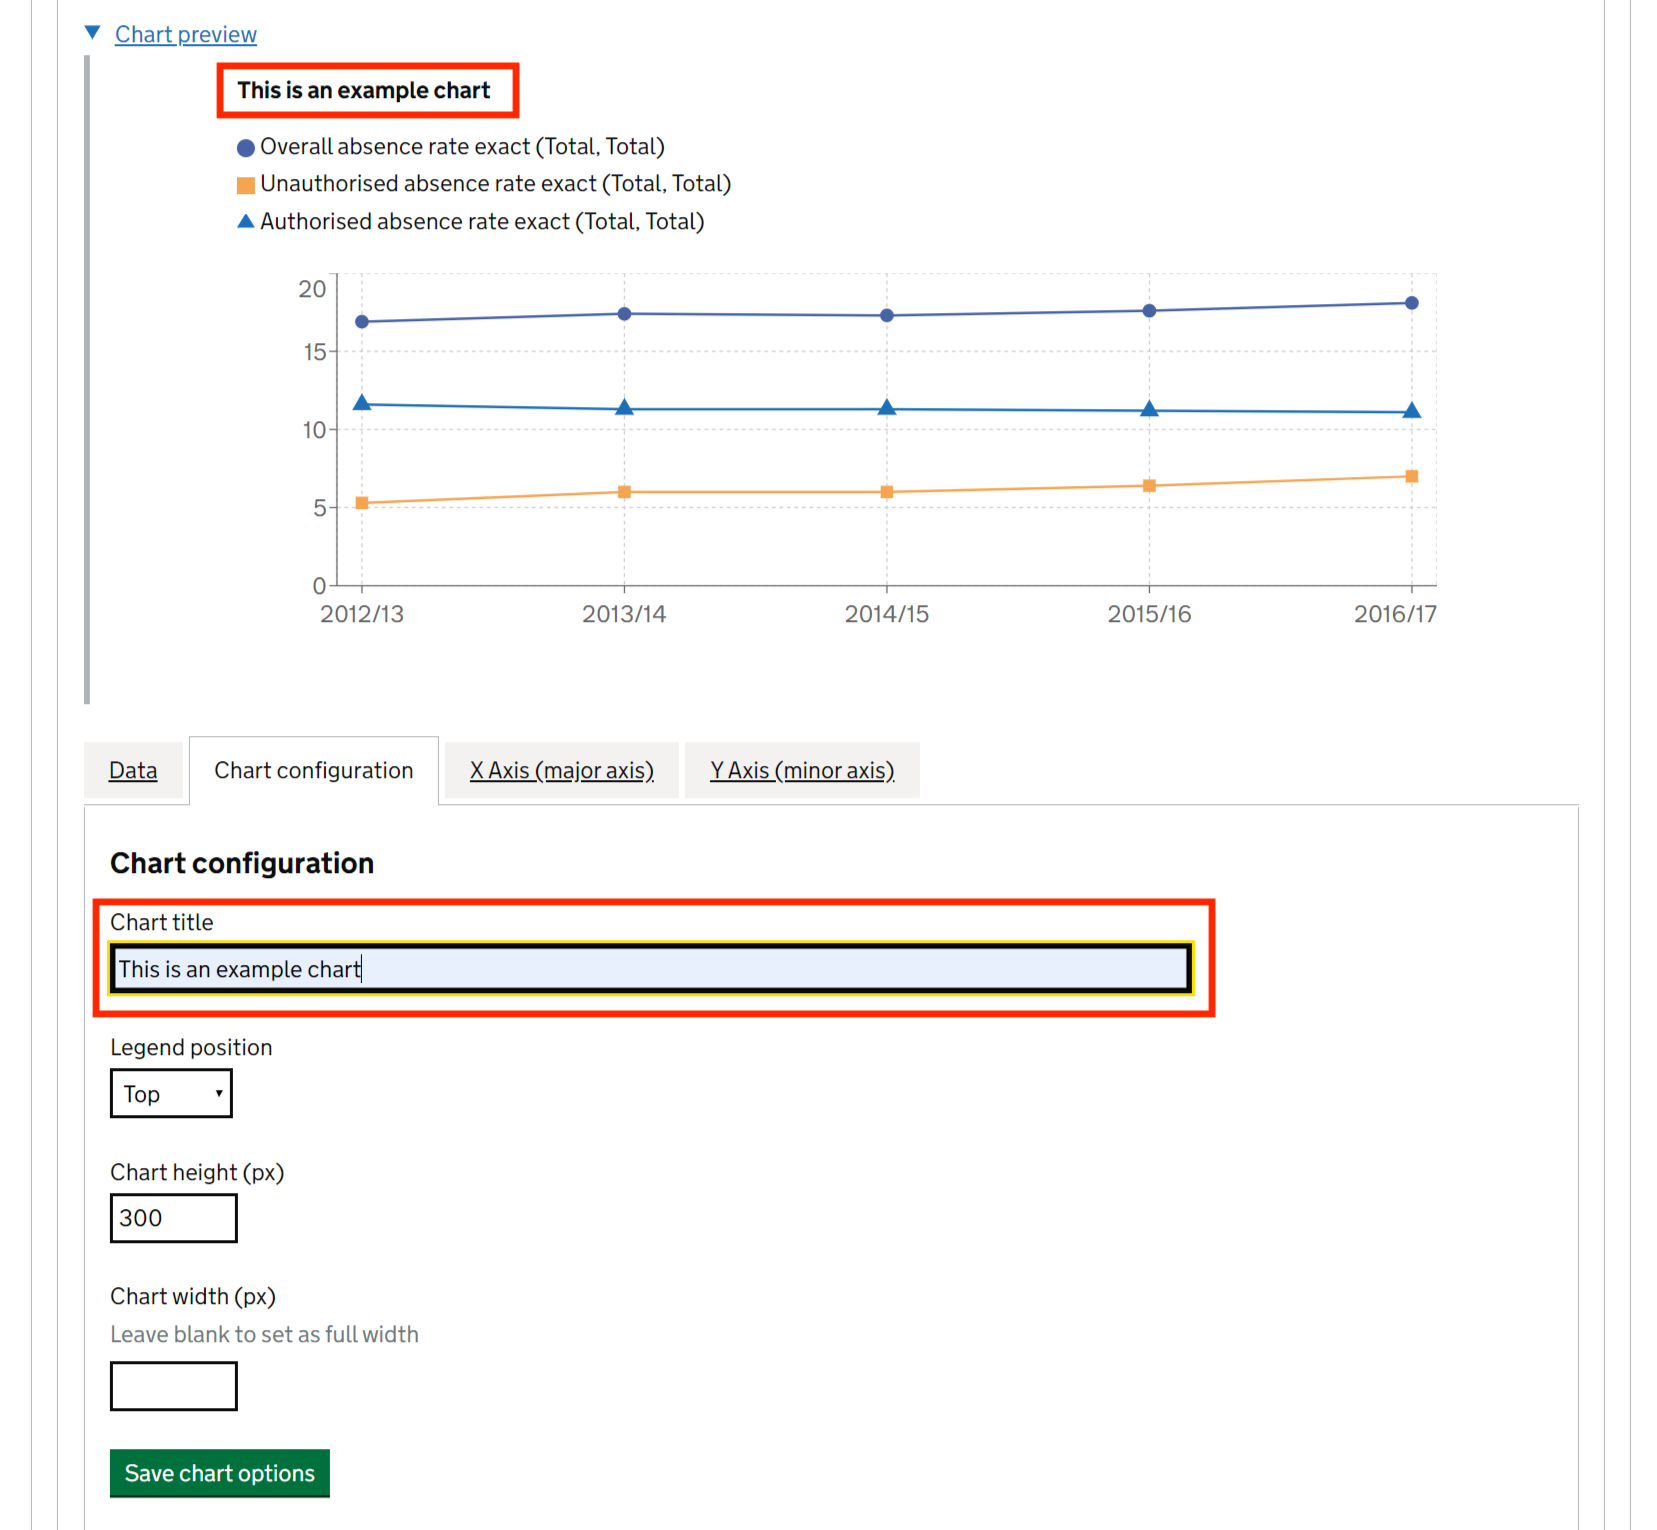 Chart preview
This is an example chart
Overall absence rate exact (Total, Total)
Unauthorised absence rate exact (Total, Total)
Authorised absence rate exact (Total, Total)
20
15
10
5
0
2012/13 2013/14 2014/15 2015/16 2016/17
Data Chart configuration X Axis (major axis) Y Axis (minor axis)
Chart configuration
Chart title
This is an example chart
Legend position
Top
Chart height (px)
300
Chart width (px)
Leave blank to set as full width
Save chart options